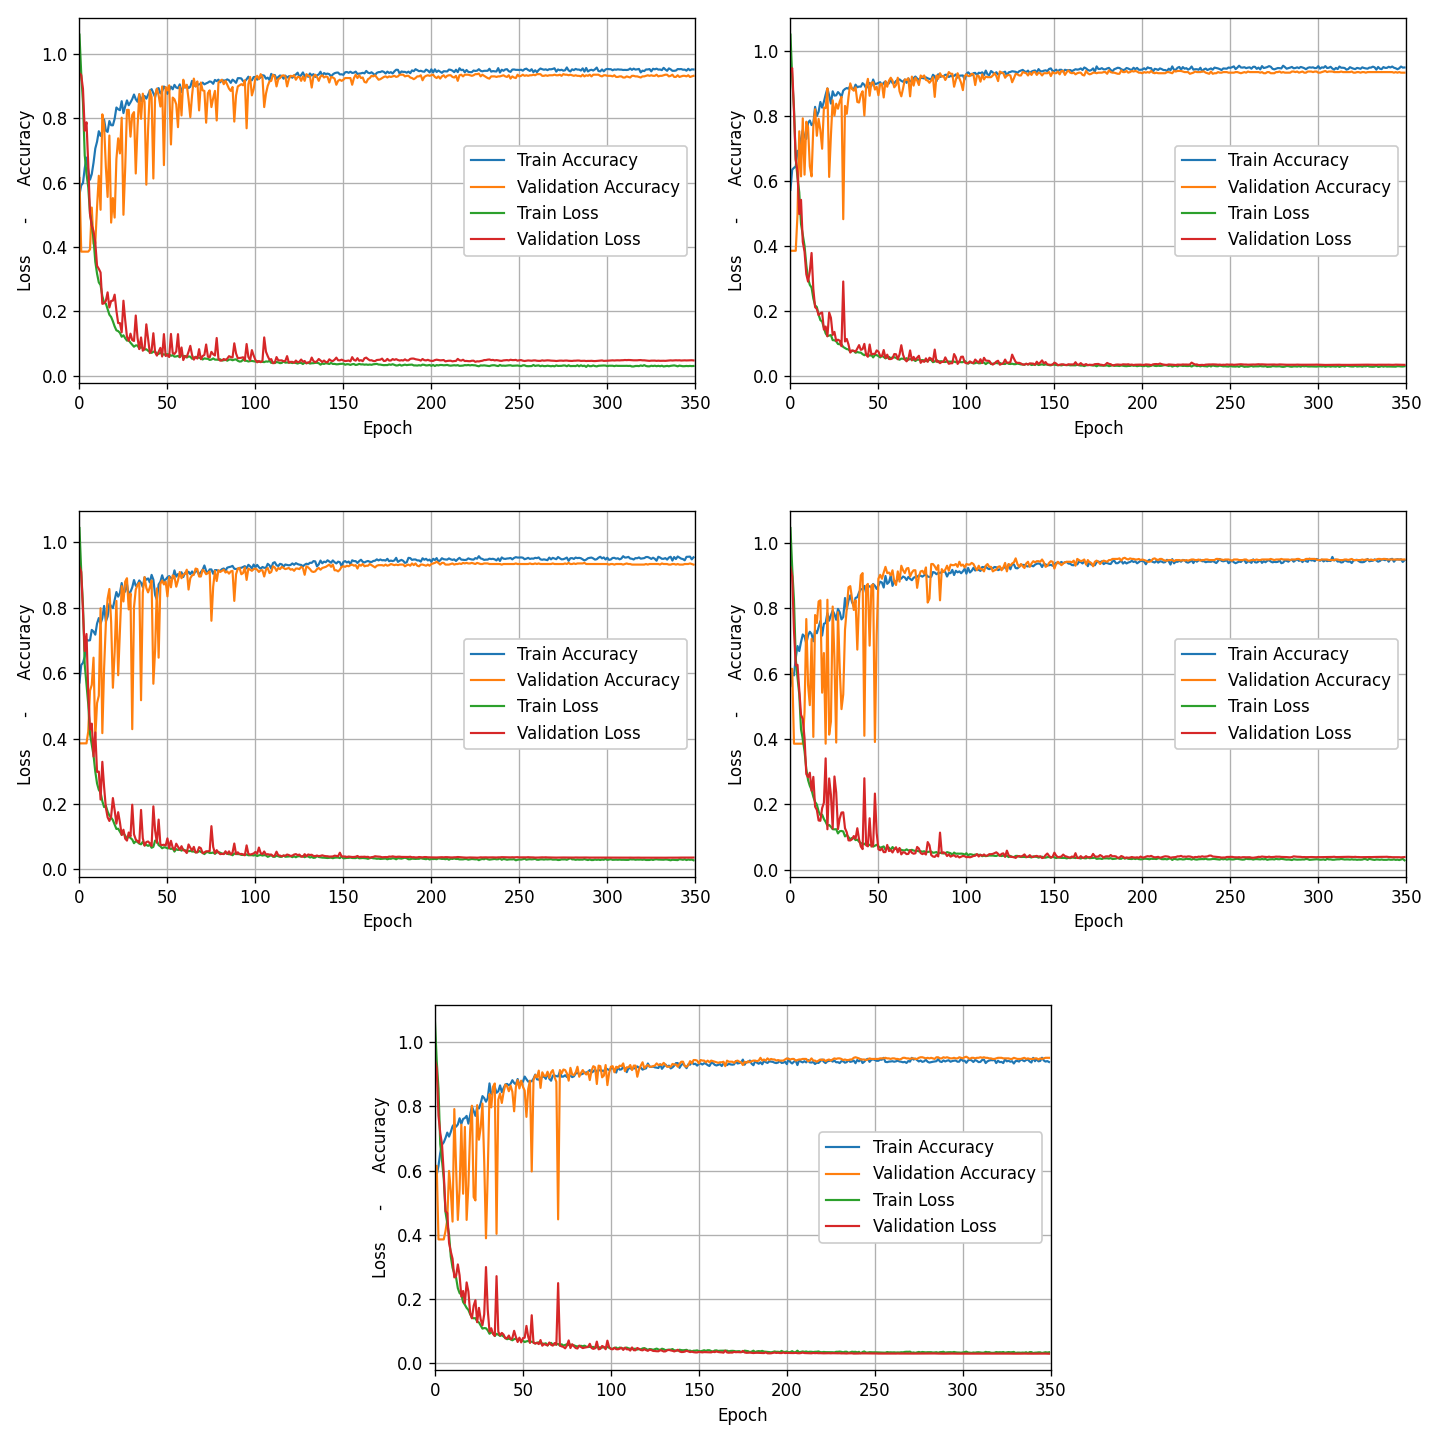 1.0
0.8
0.6
0.4
0.2
0.0
Loss - Accuracy
Train Accuracy
Validation Accuracy
Train Loss
Validation Loss
0 50 100 150 200 250 300 350
Epoch
1.0
0.8
0.6
0.4
0.2
0.0
Loss - Accuracy
Train Accuracy
Validation Accuracy
Train Loss
Validation Loss
0 50 100 150 200 250 300 350
Epoch
1.0
0.8
0.6
0.4
0.2
0.0
Loss - Accuracy
Train Accuracy
Validation Accuracy
Train Loss
Validation Loss
0 50 100 150 200 250 300 350
Epoch
1.0
0.8
0.6
0.4
0.2
0.0
Loss - Accuracy
Train Accuracy
Validation Accuracy
Train Loss
Validation Loss
0 50 100 150 200 250 300 350
Epoch
1.0
0.8
0.6
0.4
0.2
0.0
Loss - Accuracy
Train Accuracy
Validation Accuracy
Train Loss
Validation Loss
0 50 100 150 200 250 300 350
Epoch